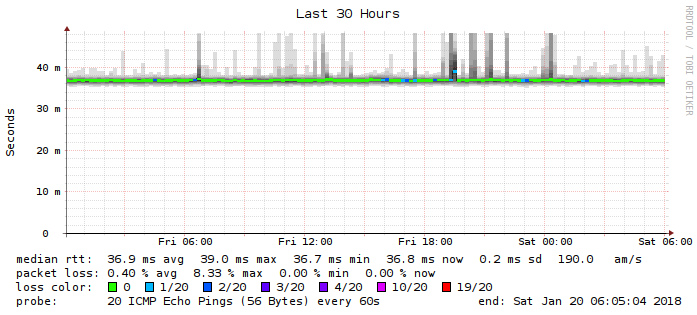 Last 30 Hours
RRDTOOL / TOBI OETIKER
Seconds
40 m
30 m
20 m
10 m
0
Fri 06:00 Fri 12:00 Fri 18:00 Sat 00:00 Sat 06:00
median rtt: 36.9 ms avg 39.0 ms max 36.7 ms min 36.8 ms now 0.2 ms sd 190.0 am/s
packet loss: 0.40 % avg 8.33 % max 0.00 % min 0.00 % now
loss color: 0 1/20 2/20 3/20 4/20 10/20 19/20
probe: 20 ICMP Echo Pings (56 Bytes) every 60s end: Sat Jan 20 06:05:04 2018